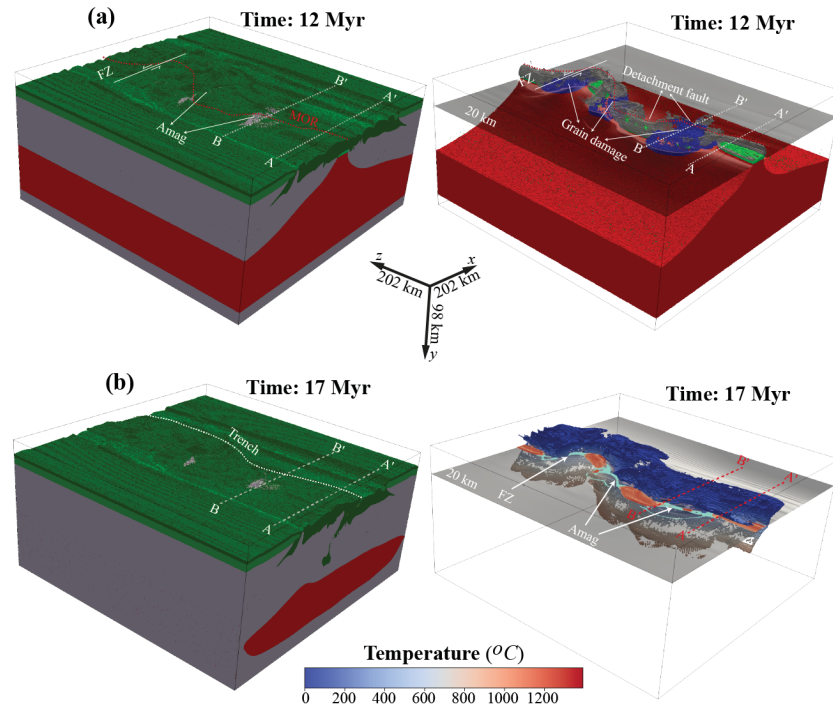 (a)
Time: 12 Myr
Time: 12 Myr
FZ
B'
A'
Amag
MOR
B
A
FZ
Detachment fault
B'
A'
20 km
Grain damage
B
A
z
x
202 km
202 km
98 km
y
(b)
Time: 17 Myr
Time: 17 Myr
Trench
B'
A'
B
A
B'
A'
20 km
FZ
B
A
Amag
Temperature (°C)
0 200 400 600 800 1000 1200